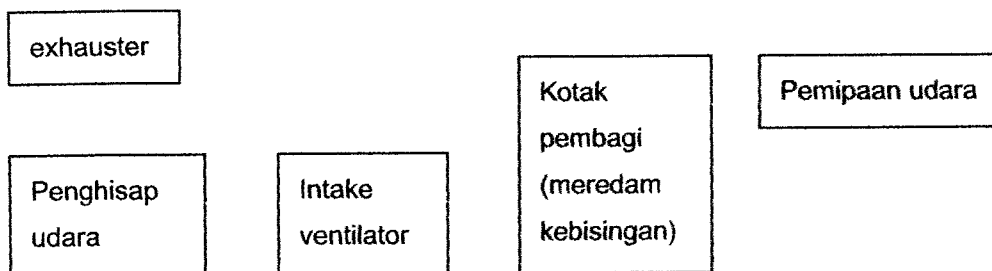 exhauster
Penghisap
udara
Intake
ventilator
Kotak
pembagi
(meredam
kebisingan)
Pemipaan udara